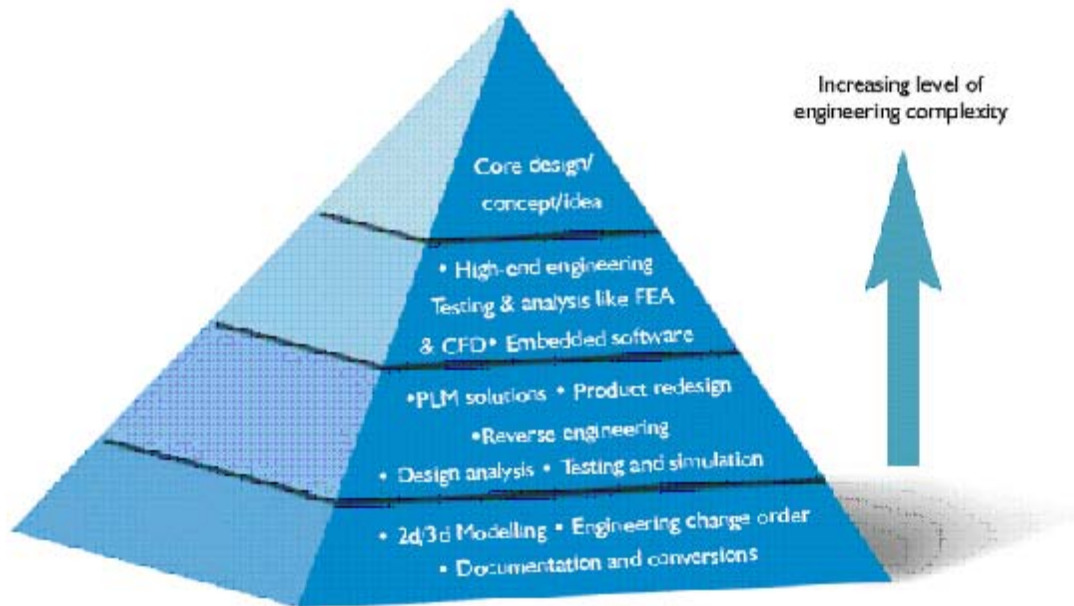 Increasing level of
engineering complexity
Core design/
concept/idea
• High-end engineering
Testing & analysis like FEA
& CFD • Embedded software
•PLM solutions • Product redesign
•Reverse engineering
• Design analysis • Testing and simulation
• 2d/3d Modelling • Engineering change order
• Documentation and conversions